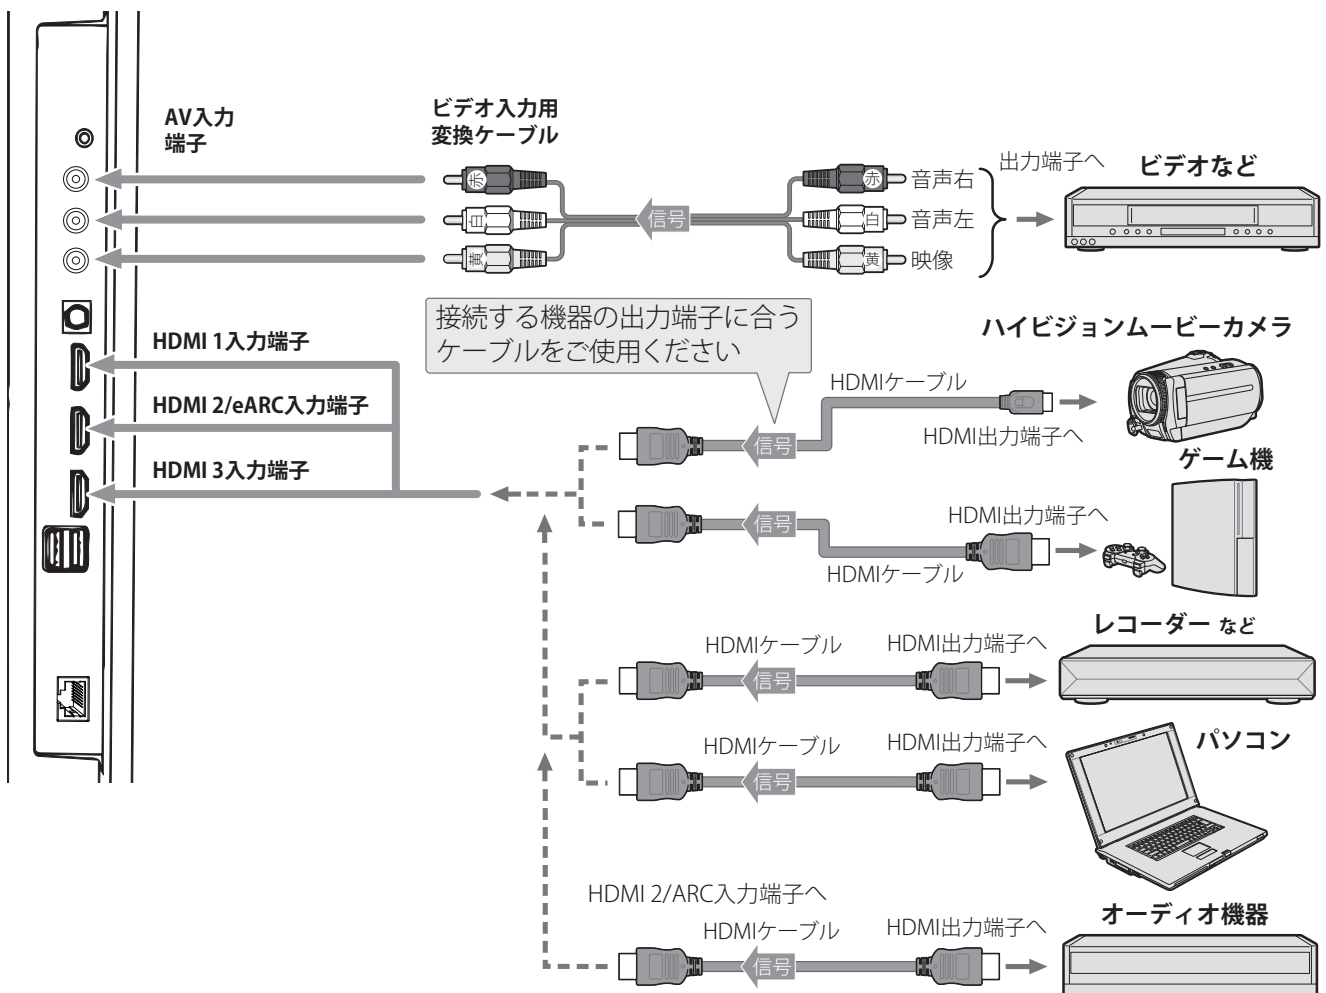 AV入力
端子
ビデオ入力用
変換ケーブル
赤
白
黄
信号
赤
白
黄
音声右
音声左
映像
出力端子へ
ビデオなど
接続する機器の出力端子に合う
ケーブルをご使用ください
HDMI 1入力端子
HDMI 2/eARC入力端子
HDMI 3入力端子
ハイビジョンムービーカメラ
HDMIケーブル
信号
HDMI出力端子へ
ゲーム機
HDMI出力端子へ
信号
HDMIケーブル
レコーダー など
HDMIケーブル
HDMI出力端子へ
信号
パソコン
HDMIケーブル
HDMI出力端子へ
信号
HDMI 2/ARC入力端子へ
オーディオ機器
HDMIケーブル
HDMI出力端子へ
信号